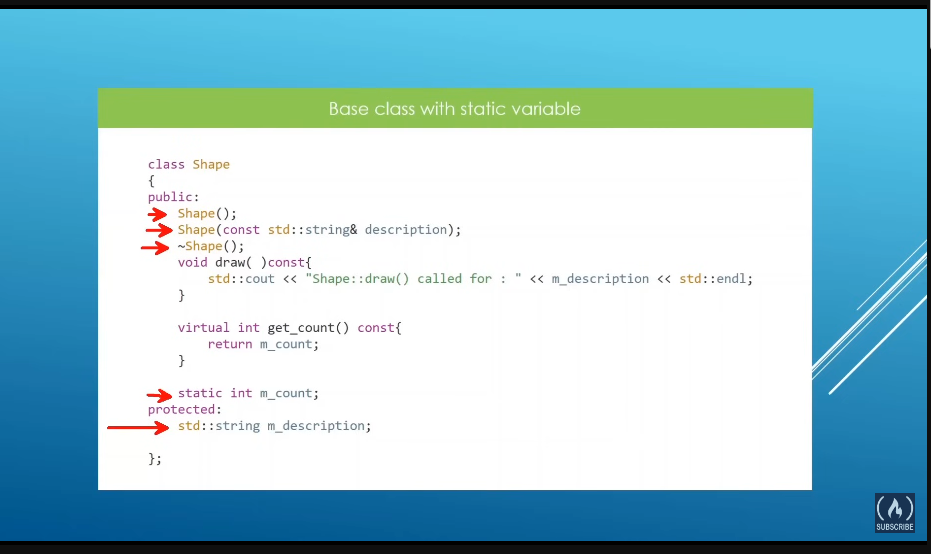 Base class with static variable
class Shape
{
public:
Shape();
Shape(const std::string& description);
~Shape();
void draw( )const{
std::cout << "Shape::draw() called for : " << m_description << std::endl;
}
virtual int get_count() const{
return m_count;
}
static int m_count;
protected:
std::string m_description;
};
SUBSCRIBE